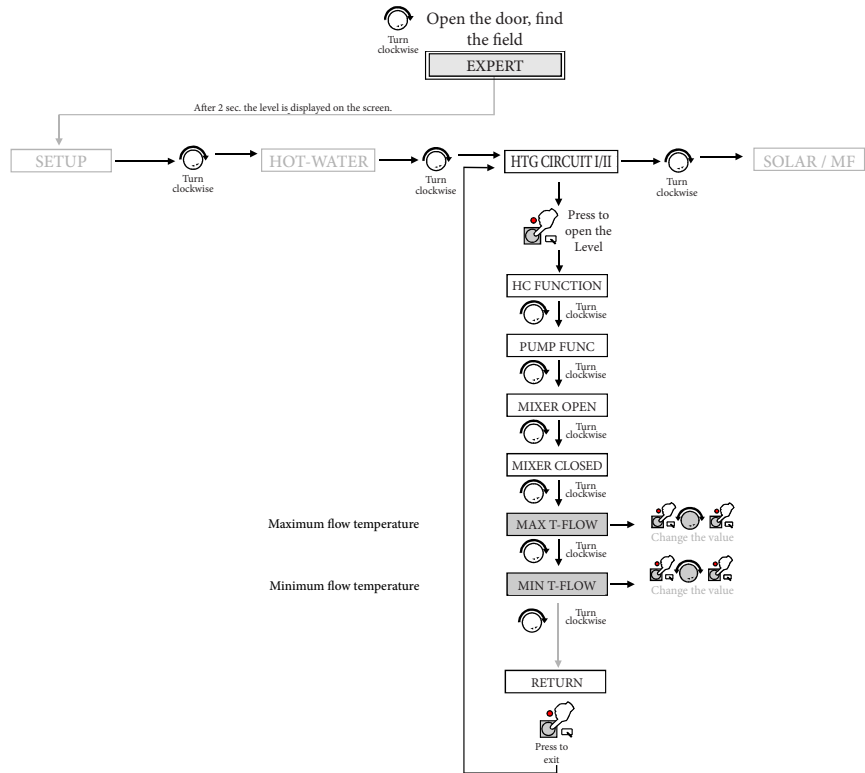 Open the door, find
the field
Turn
clockwise
EXPERT
After 2 sec. the level is displayed on the screen.
SETUP
Turn
clockwise
HOT-WATER
Turn
clockwise
HTG CIRCUIT I/II
Turn
clockwise
SOLAR / MF
Press to
open the
Level
HC FUNCTION
Turn
clockwise
PUMP FUNC
Turn
clockwise
MIXER OPEN
Turn
clockwise
MIXER CLOSED
Turn
clockwise
Maximum flow temperature
MAX T-FLOW
Change the value
Turn
clockwise
Minimum flow temperature
MIN T-FLOW
Change the value
Turn
clockwise
RETURN
Press to
exit